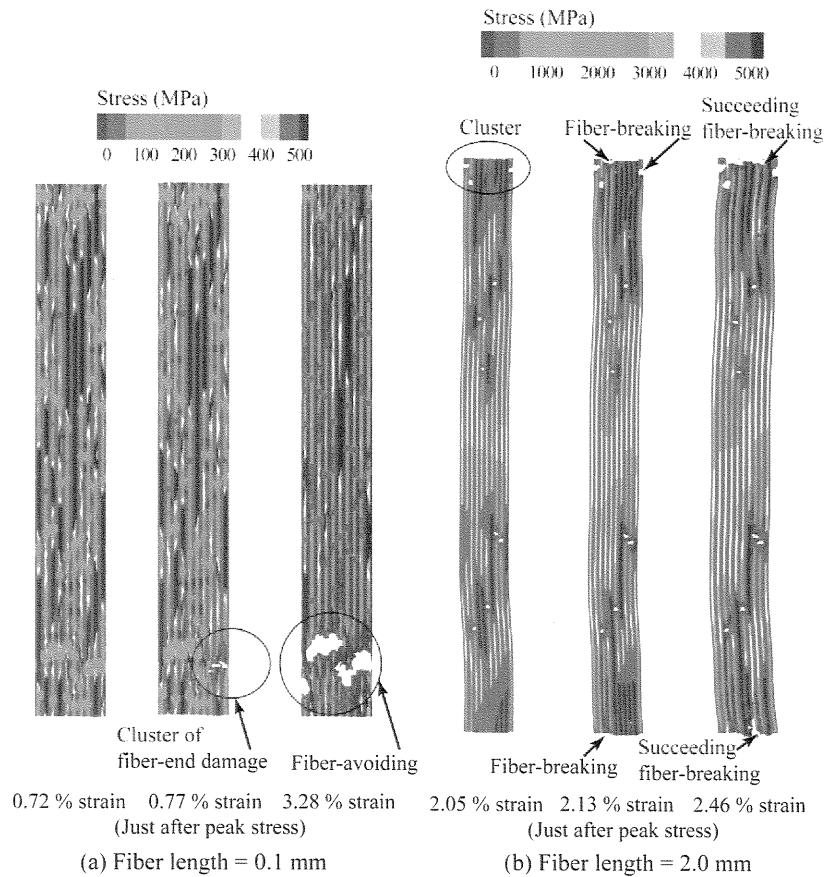 Stress (MPa)
0 1000 2000 3000 4000 5000
Stress (MPa)
0 100 200 300 400 500
Cluster
Fiber-breaking
Succeeding
fiber-breaking
Cluster of
fiber-end damage
Fiber-avoiding
Fiber-breaking
Succeeding
fiber-breaking
0.72 % strain 0.77 % strain 3.28 % strain
(Just after peak stress)
(a) Fiber length = 0.1 mm
2.05 % strain 2.13 % strain 2.46 % strain
(Just after peak stress)
(b) Fiber length = 2.0 mm